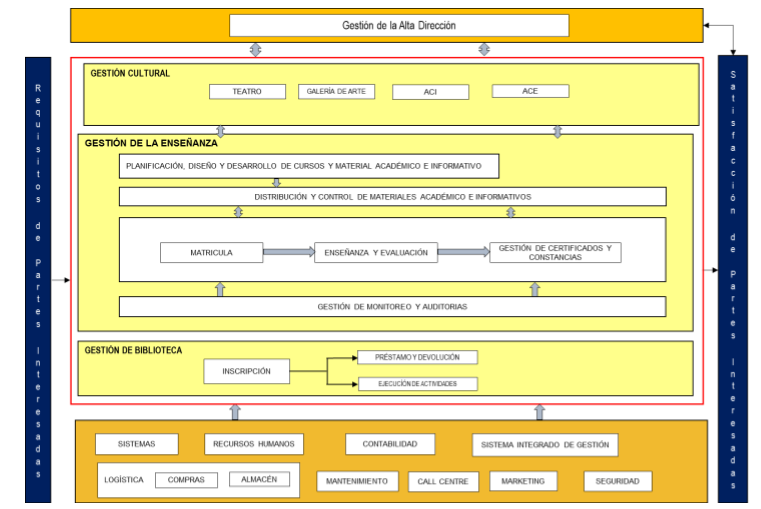 Gestión de la Alta Dirección
Requisitos de Partes Interesadas
GESTIÓN CULTURAL
TEATRO
GALERÍA DE ARTE
ACI
ACE
GESTIÓN DE LA ENSEÑANZA
PLANIFICACIÓN, DISEÑO Y DESARROLLO DE CURSOS Y MATERIAL ACADÉMICO E INFORMATIVO
DISTRIBUCIÓN Y CONTROL DE MATERIALES ACADÉMICO E INFORMATIVOS
MATRICULA
ENSEÑANZA Y EVALUACIÓN
GESTIÓN DE CERTIFICADOS Y
CONSTANCIAS
GESTIÓN DE MONITOREO Y AUDITORIAS
GESTIÓN DE BIBLIOTECA
INSCRIPCIÓN
PRÉSTAMO Y DEVOLUCIÓN
EJECUCIÓN DE ACTIVIDADES
SISTEMAS
RECURSOS HUMANOS
CONTABILIDAD
SISTEMA INTEGRADO DE GESTIÓN
LOGÍSTICA
COMPRAS
ALMACÉN
MANTENIMIENTO
CALL CENTRE
MARKETING
SEGURIDAD
Satisfacción de Partes Interesadas